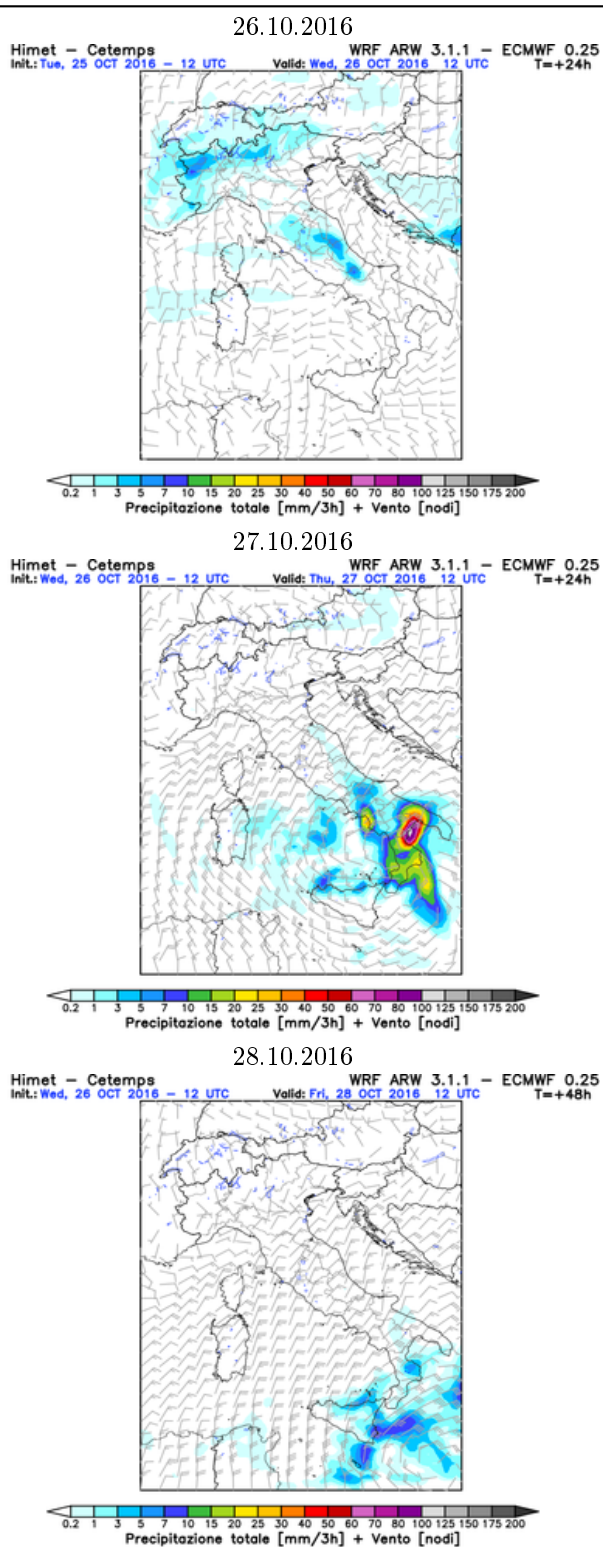 26.10.2016
Himet – Cetemps WRF ARW 3.1.1 – ECMWF 0.25
Init.: Tue, 25 OCT 2016 – 12 UTC Valid: Wed, 26 OCT 2016 12 UTC T=+24h
0.2 1 3 5 7 10 15 20 25 30 40 50 60 70 80 100 125 150 175 200
Precipitazione totale [mm/3h] + Vento [nodi]
27.10.2016
Himet – Cetemps WRF ARW 3.1.1 – ECMWF 0.25
Init.: Wed, 26 OCT 2016 – 12 UTC Valid: Thu, 27 OCT 2016 12 UTC T=+24h
0.2 1 3 5 7 10 15 20 25 30 40 50 60 70 80 100 125 150 175 200
Precipitazione totale [mm/3h] + Vento [nodi]
28.10.2016
Himet – Cetemps WRF ARW 3.1.1 – ECMWF 0.25
Init.: Wed, 26 OCT 2016 – 12 UTC Valid: Fri, 28 OCT 2016 12 UTC T=+48h
0.2 1 3 5 7 10 15 20 25 30 40 50 60 70 80 100 125 150 175 200
Precipitazione totale [mm/3h] + Vento [nodi]